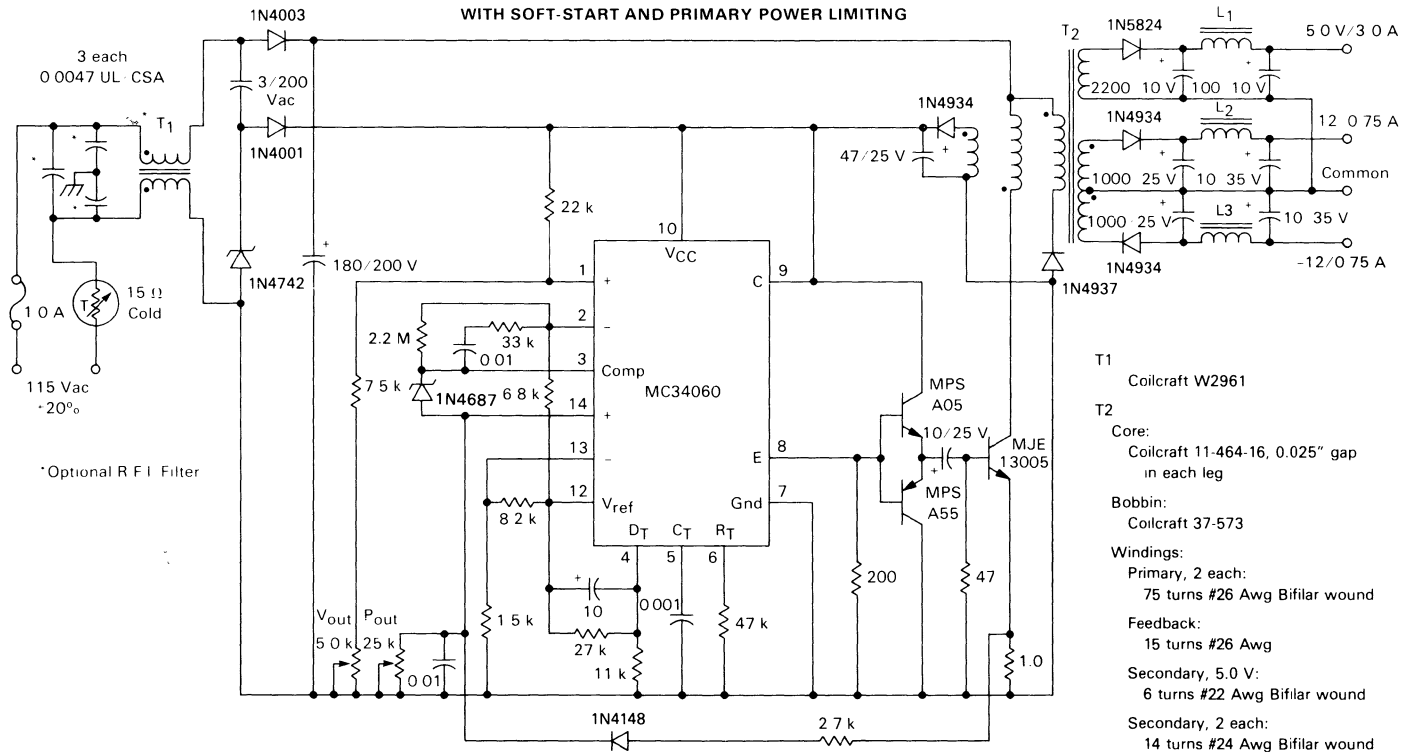 WITH SOFT-START AND PRIMARY POWER LIMITING
1N4003
3 each
0 0047 UL CSA
3/200
Vac
T1
1N4001
1N4742
180/200 V
1 0 A
T
15 Ω
Cold
115 Vac
20%
*Optional R F I Filter
22 k
7 5 k
2.2 M
33 k
0 01
1N4687
6 8 k
8 2 k
1 5 k
Vout
5 0 k
Pout
25 k
0 01
10
27 k
11 k
0 001
47 k
1N4148
2 7 k
10
VCC
1 +
2 −
3 Comp
14 +
13 −
12 Vref
DT
4
CT
5
RT
6
MC34060
C 9
E 8
Gnd 7
200
47
1.0
MPS
A05
10/25 V
MPS
A55
MJE
13005
47/25 V
1N4934
1N4937
T2
1N5824
L1
5 0 V/3 0 A
2200 10 V
100 10 V
1N4934
L2
12 0 75 A
1000 25 V
10 35 V
Common
1000 25 V
L3
10 35 V
1N4934
-12/0 75 A
T1
Coilcraft W2961
T2
Core:
Coilcraft 11-464-16, 0.025" gap
in each leg
Bobbin:
Coilcraft 37-573
Windings:
Primary, 2 each:
75 turns #26 Awg Bifilar wound
Feedback:
15 turns #26 Awg
Secondary, 5.0 V:
6 turns #22 Awg Bifilar wound
Secondary, 2 each:
14 turns #24 Awg Bifilar wound